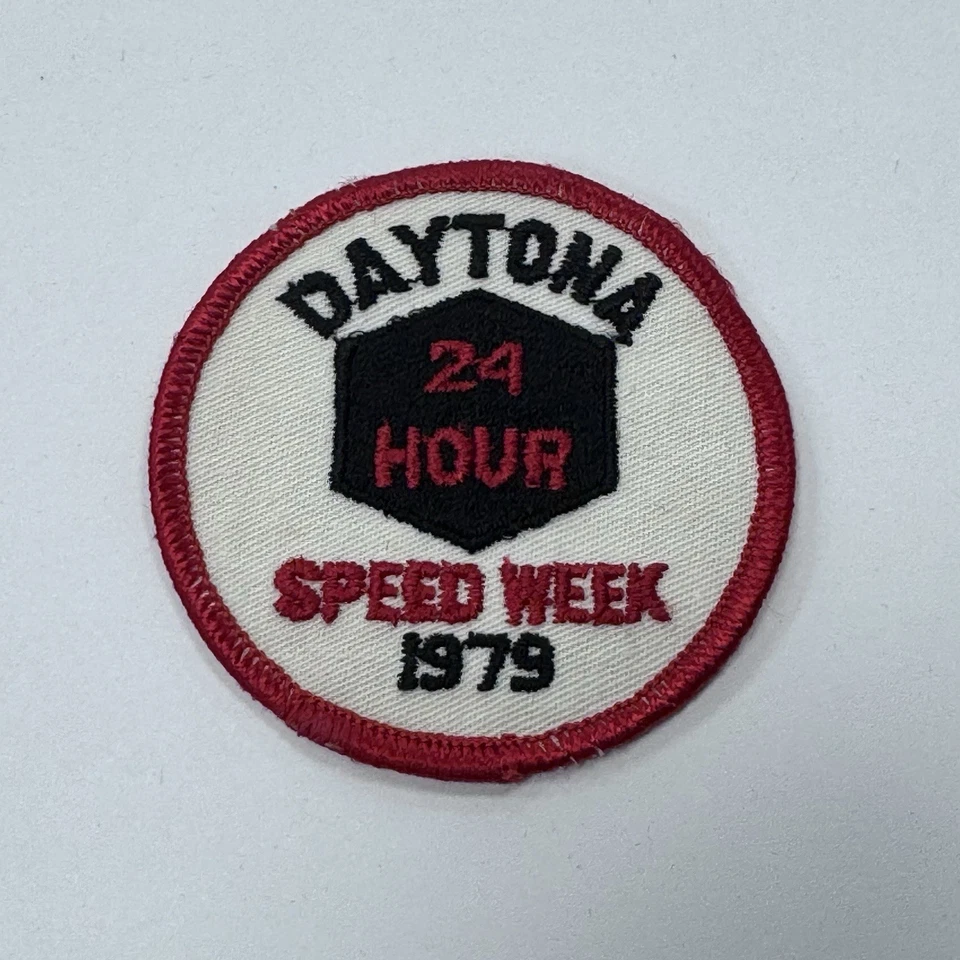 DAYTONA
24
HOUR
SPEED WEEK
1979